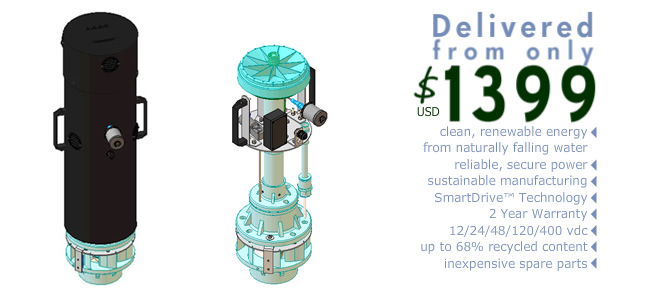 Delivered
from only
$1399
USD
clean, renewable energy
from naturally falling water
reliable, secure power
sustainable manufacturing
SmartDrive™ Technology
2 Year Warranty
12/24/48/120/400 vdc
up to 68% recycled content
inexpensive spare parts